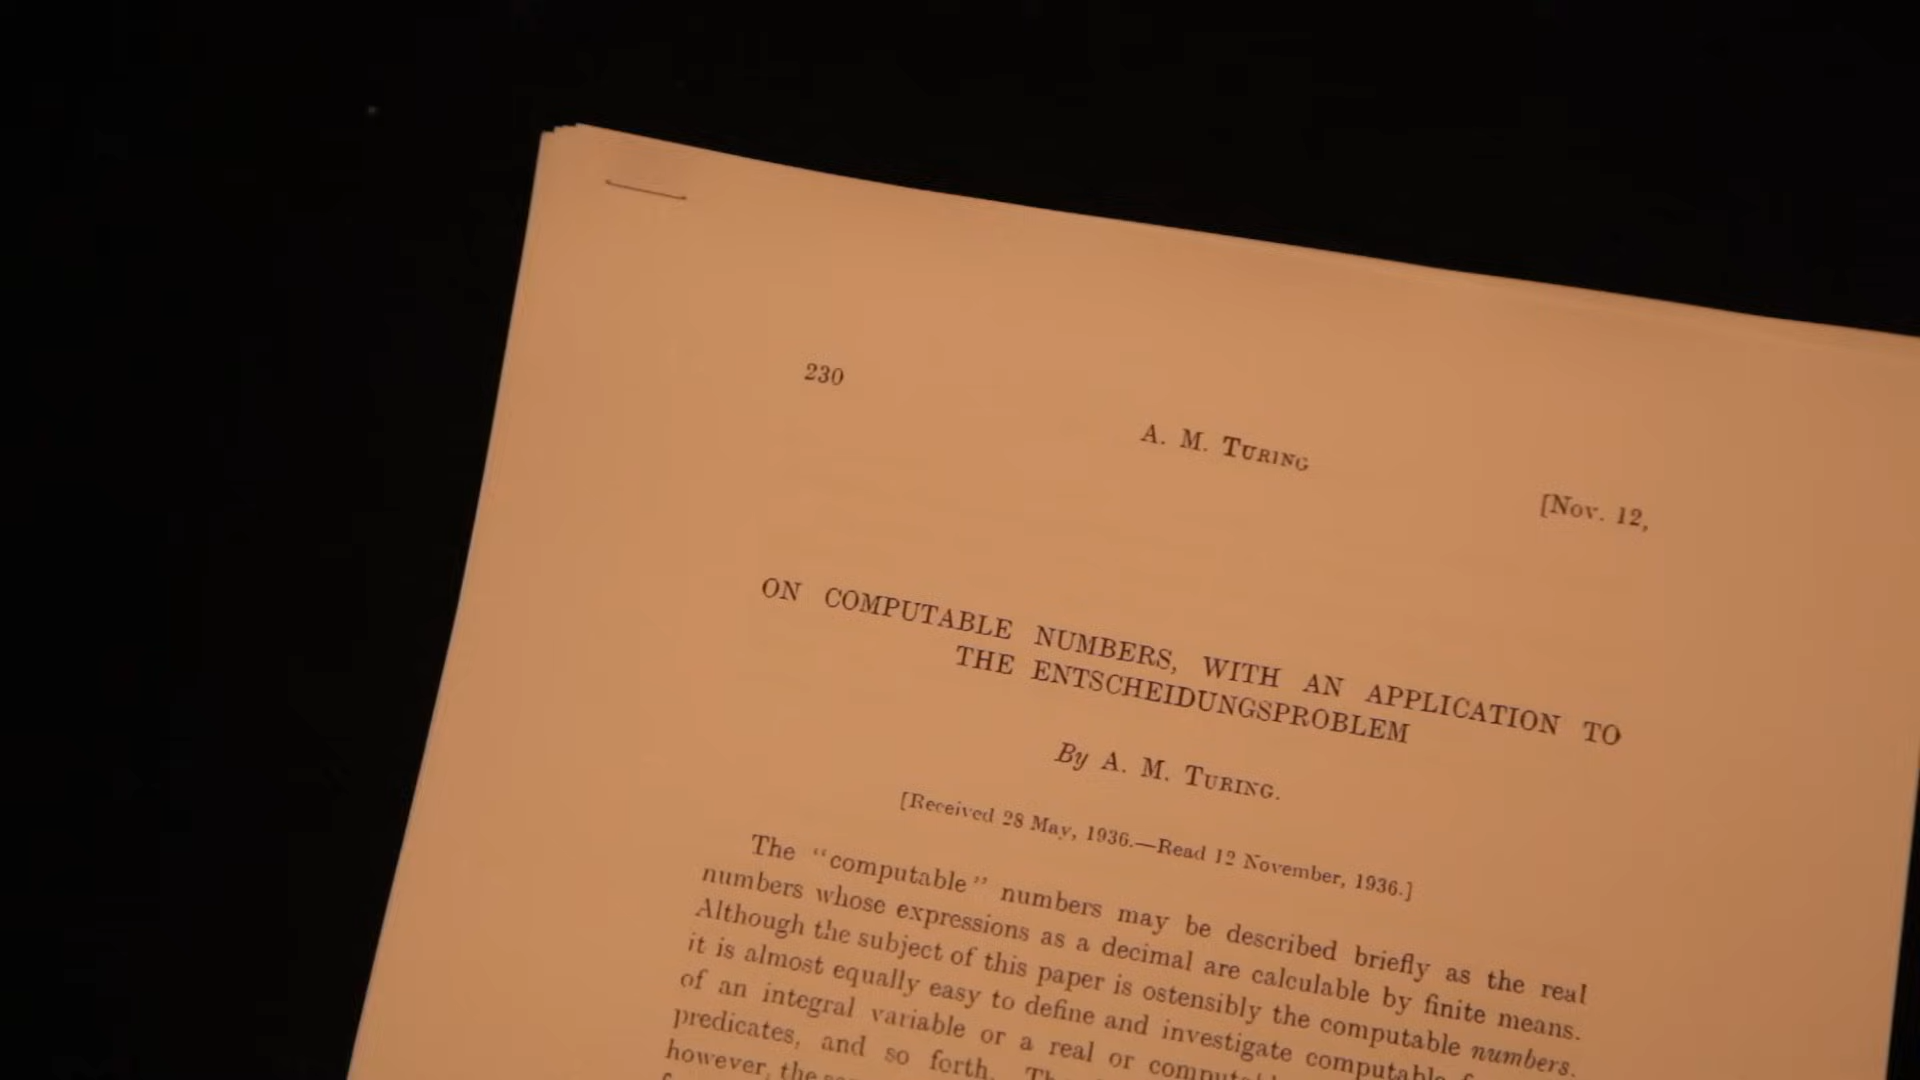 230
A. M. TURING
[Nov. 12,
ON COMPUTABLE NUMBERS, WITH AN APPLICATION TO
THE ENTSCHEIDUNGSPROBLEM
By A. M. TURING.
[Received 28 May, 1936.—Read 12 November, 1936.]
The “computable” numbers may be described briefly as the real
numbers whose expressions as a decimal are calculable by finite means.
Although the subject of this paper is ostensibly the computable numbers,
it is almost equally easy to define and investigate computable
of an integral variable or a real or
predicates, and so forth.
however, the